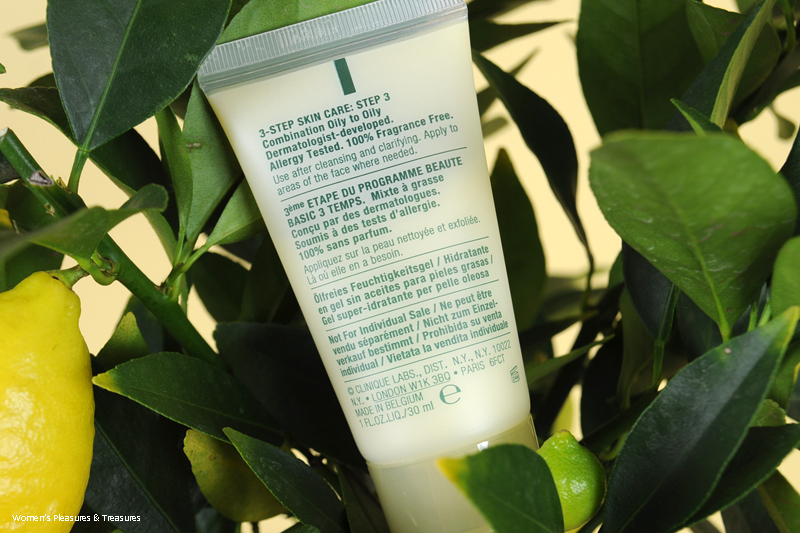 3-STEP SKIN CARE: STEP 3
Combination Oily to Oily
Dermatologist-developed.
Allergy Tested. 100% Fragrance Free.
Use after cleansing and clarifying. Apply to
areas of the face where needed.
3ème ETAPE DU PROGRAMME BEAUTE
BASIC 3 TEMPS. Mixte à grasse
Conçu par des dermatologues.
Soumis à des tests d'allergie.
100% sans parfum.
Appliquez sur la peau nettoyée et exfoliée.
Là où elle en a besoin.
Ölfreies Feuchtigkeitsgel / Hidratante
en gel sin aceites para pieles grasas /
Gel super-idratante per pelle oleosa
Not For Individual Sale / Ne peut être
vendu séparément / Nicht zum Einzel-
verkauf bestimmt / Prohibida su venta
individual / Vietata la vendita individuale
© CLINIQUE LABS., DIST. N.Y., N.Y. 10022
N.Y. • LONDON W1K 3BQ • PARIS 6FCT
MADE IN BELGIUM
1 FL.OZ.LIQ./30 ml e
Women's Pleasures & Treasures